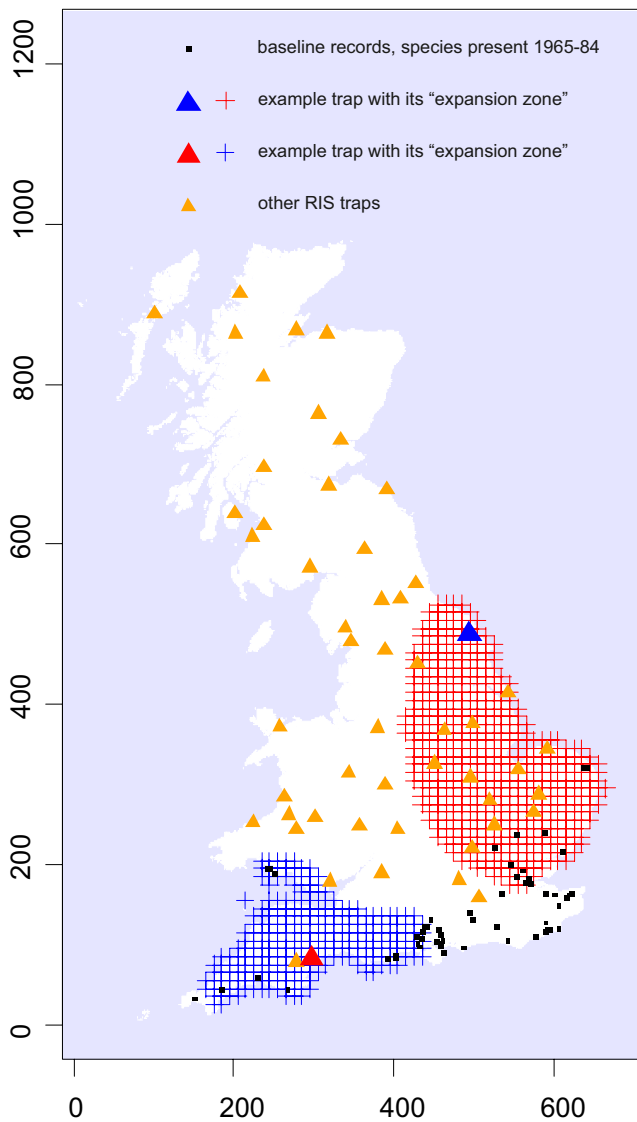 baseline records, species present 1965-84
example trap with its “expansion zone”
example trap with its “expansion zone”
other RIS traps
1200
1000
800
600
400
200
0
0 200 400 600